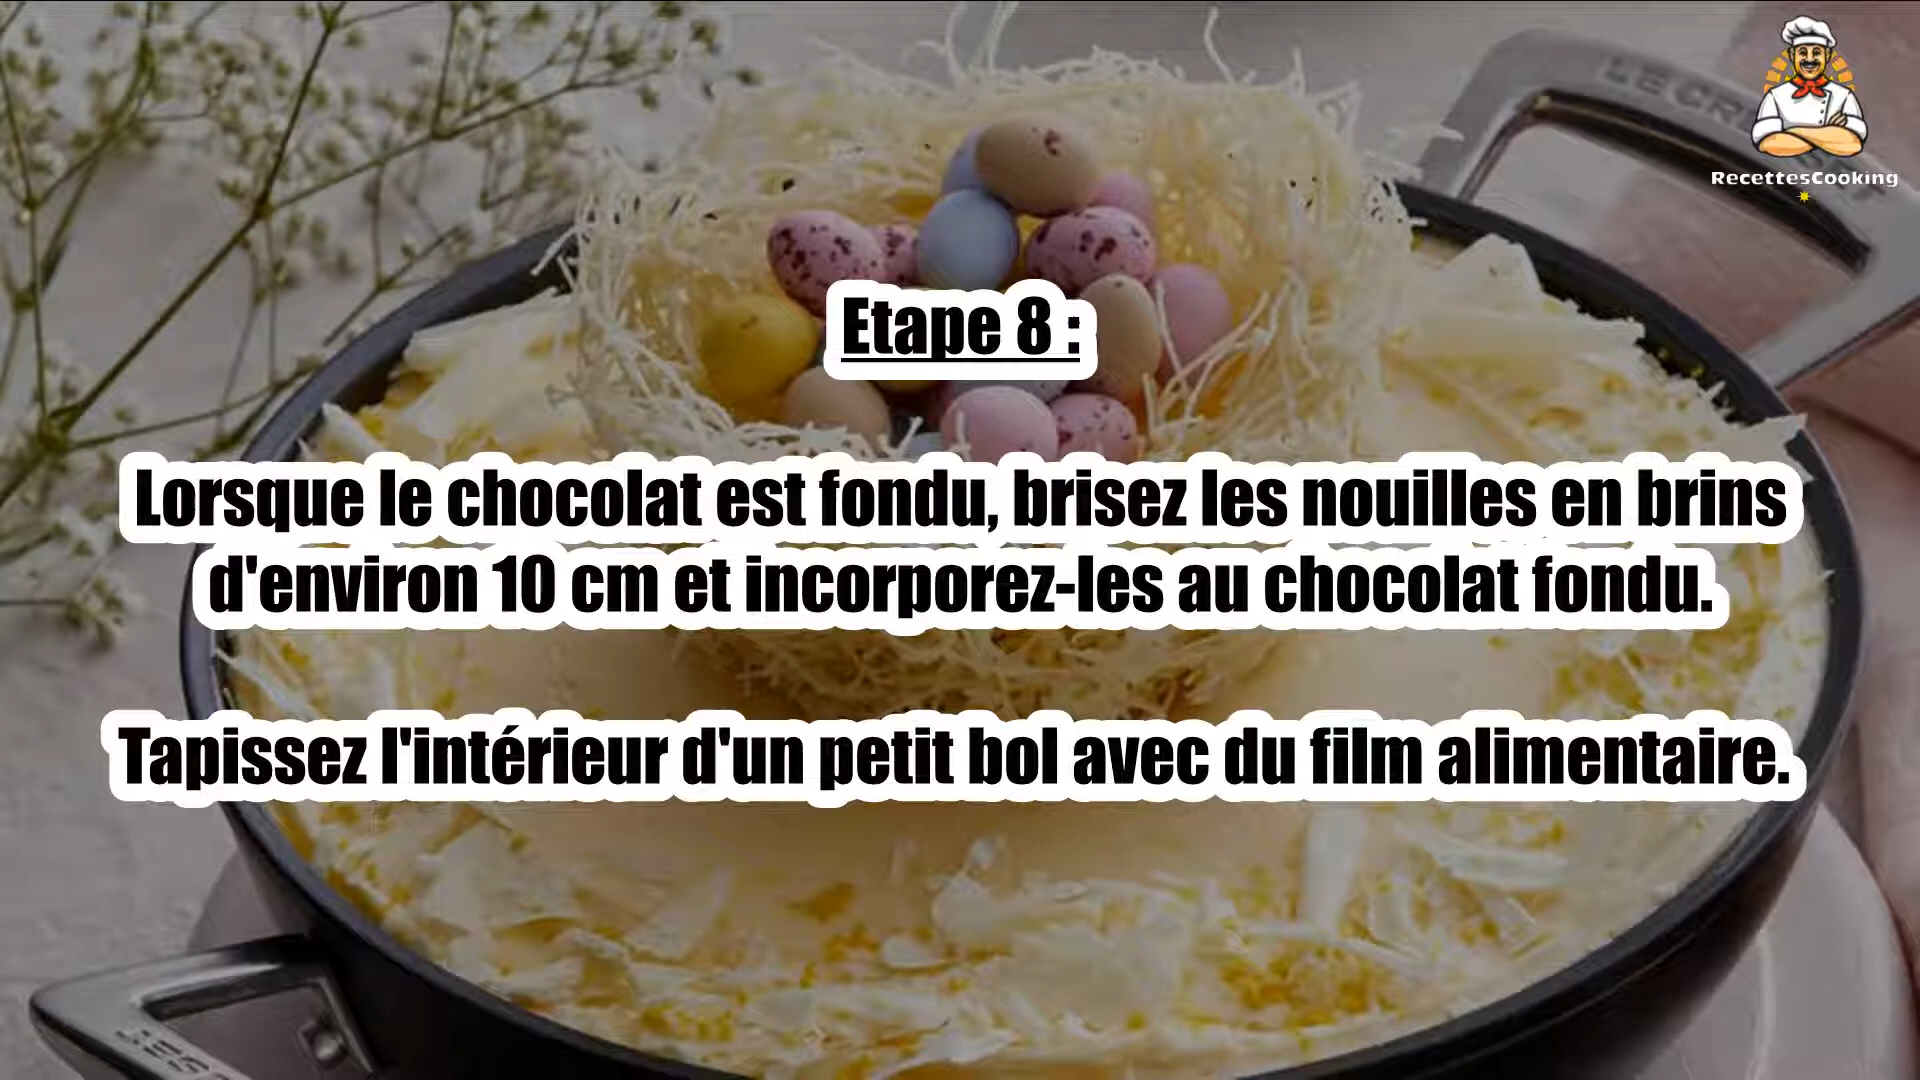 RecettesCooking
Etape 8 :
Lorsque le chocolat est fondu, brisez les nouilles en brins
d'environ 10 cm et incorporez-les au chocolat fondu.
Tapissez l'intérieur d'un petit bol avec du film alimentaire.